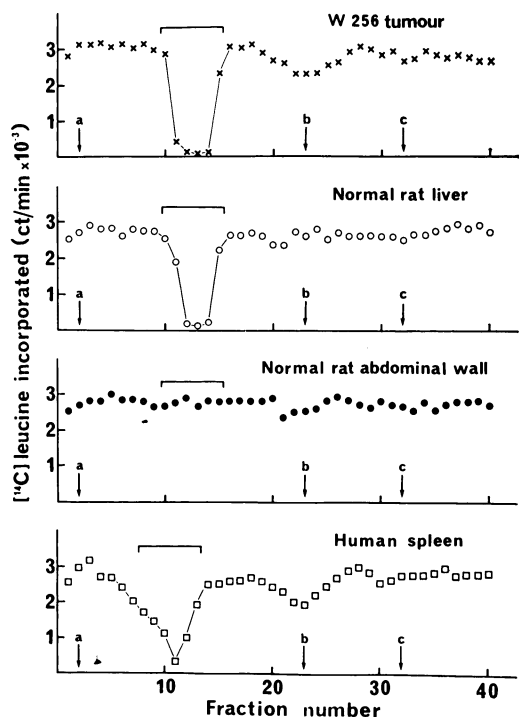 [¹⁴C] leucine incorporated (ct/min ×10⁻³)
W 256 tumour
3
2
1
a
b
c
Normal rat liver
3
2
1
a
b
c
Normal rat abdominal wall
3
2
1
a
b
c
Human spleen
3
2
1
a
b
c
10 20 30 40
Fraction number